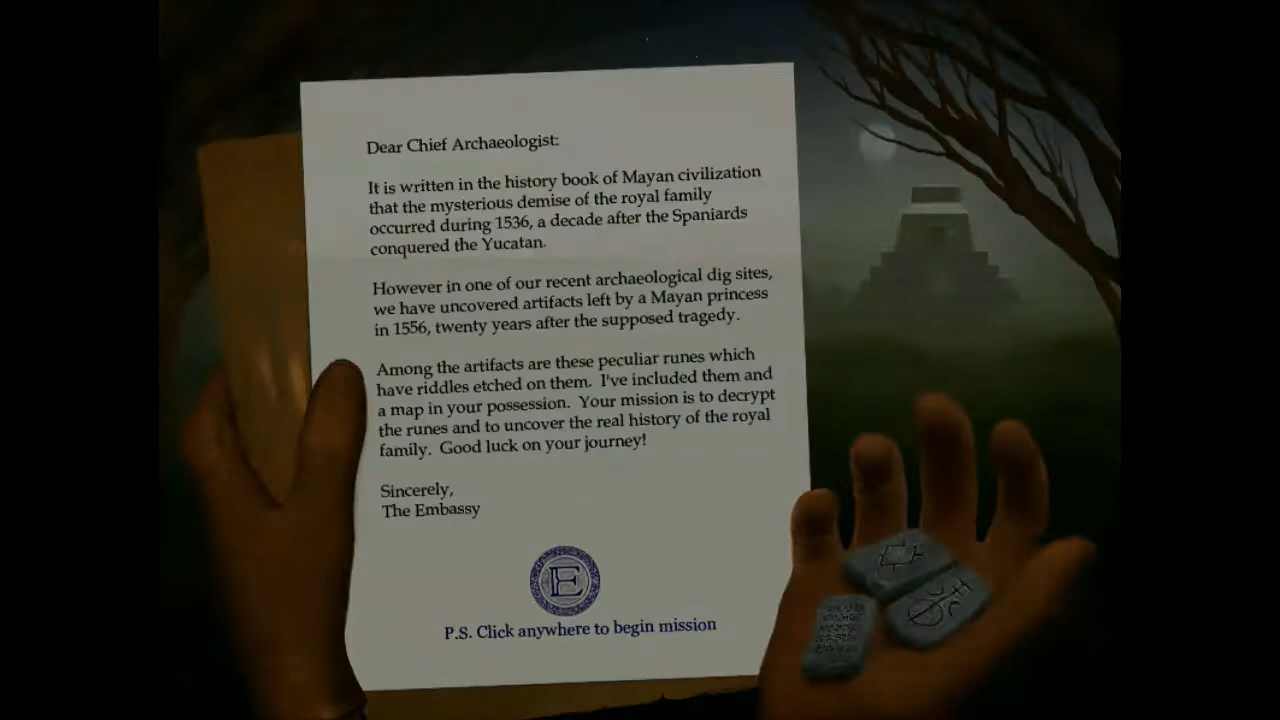 Dear Chief Archaeologist:
It is written in the history book of Mayan civilization
that the mysterious demise of the royal family
occurred during 1536, a decade after the Spaniards
conquered the Yucatan.
However in one of our recent archaeological dig sites,
we have uncovered artifacts left by a Mayan princess
in 1556, twenty years after the supposed tragedy.
Among the artifacts are these peculiar runes which
have riddles etched on them.  I've included them and
a map in your possession.  Your mission is to decrypt
the runes and to uncover the real history of the royal
family.  Good luck on your journey!
Sincerely,
The Embassy
E
P.S. Click anywhere to begin mission